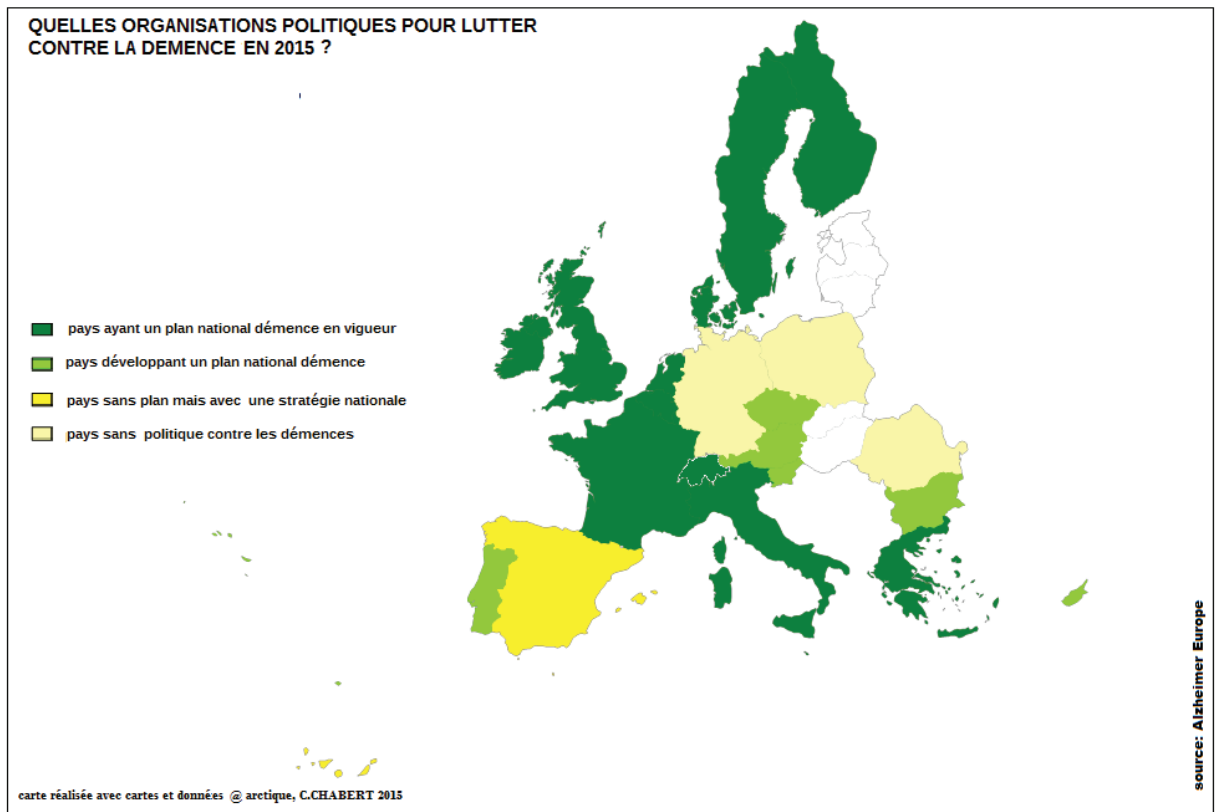 QUELLES ORGANISATIONS POLITIQUES POUR LUTTER
CONTRE LA DEMENCE EN 2015 ?
pays ayant un plan national démence en vigueur
pays développant un plan national démence
pays sans plan mais avec une stratégie nationale
pays sans politique contre les démences
source: Alzheimer Europe
carte réalisée avec cartes et données @ arctique, C.CHABERT 2015